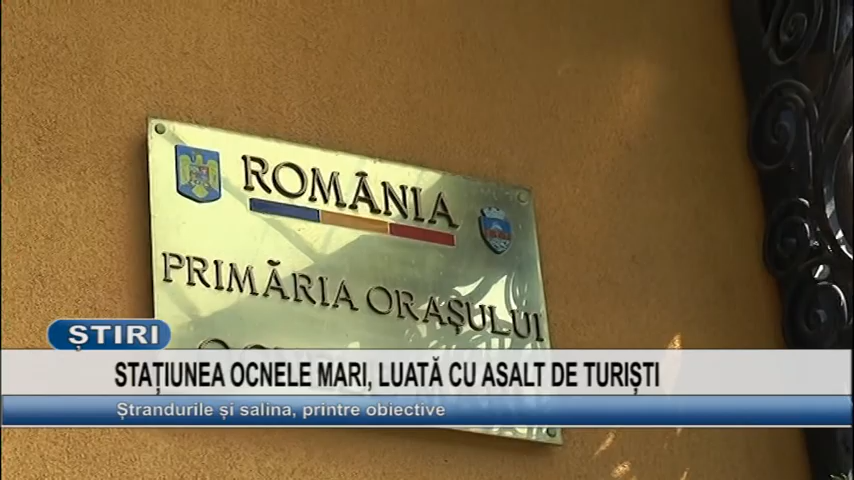 ROMÂNIA
PRIMĂRIA ORAȘULUI
ȘTIRI
STAȚIUNEA OCNELE MARI, LUATĂ CU ASALT DE TURIȘTI
Ștrandurile și salina, printre obiective